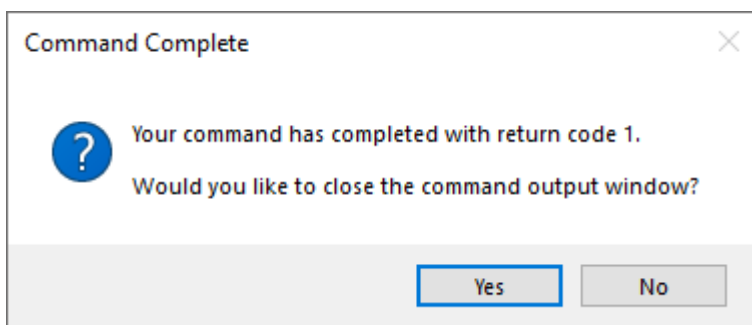 Command Complete
Your command has completed with return code 1.
Would you like to close the command output window?
Yes
No